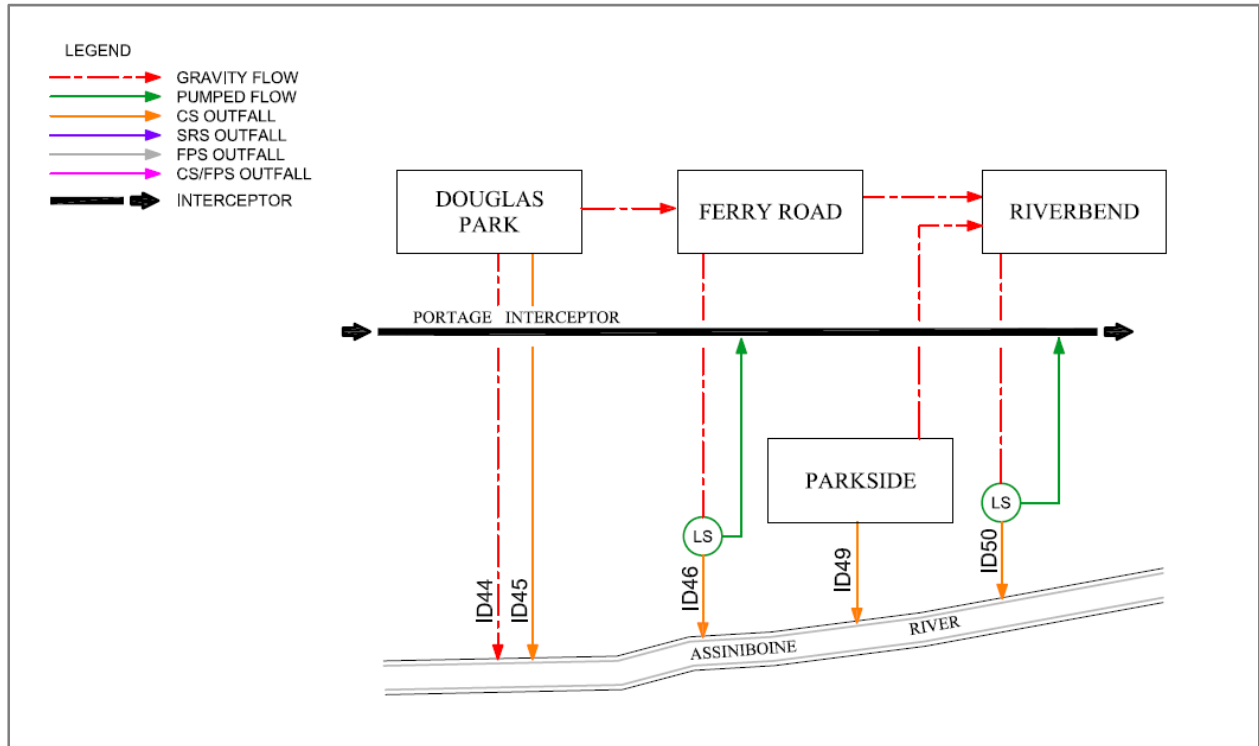 LEGEND
GRAVITY FLOW
PUMPED FLOW
CS OUTFALL
SRS OUTFALL
FPS OUTFALL
CS/FPS OUTFALL
INTERCEPTOR
DOUGLAS
PARK
FERRY ROAD
RIVERBEND
PORTAGE INTERCEPTOR
PARKSIDE
LS
LS
ID44
ID45
ID46
ID49
ID50
ASSINIBOINE
RIVER